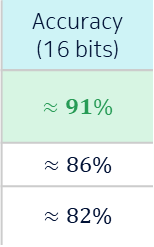 Accuracy
(16 bits)
≈ 91%
≈ 86%
≈ 82%